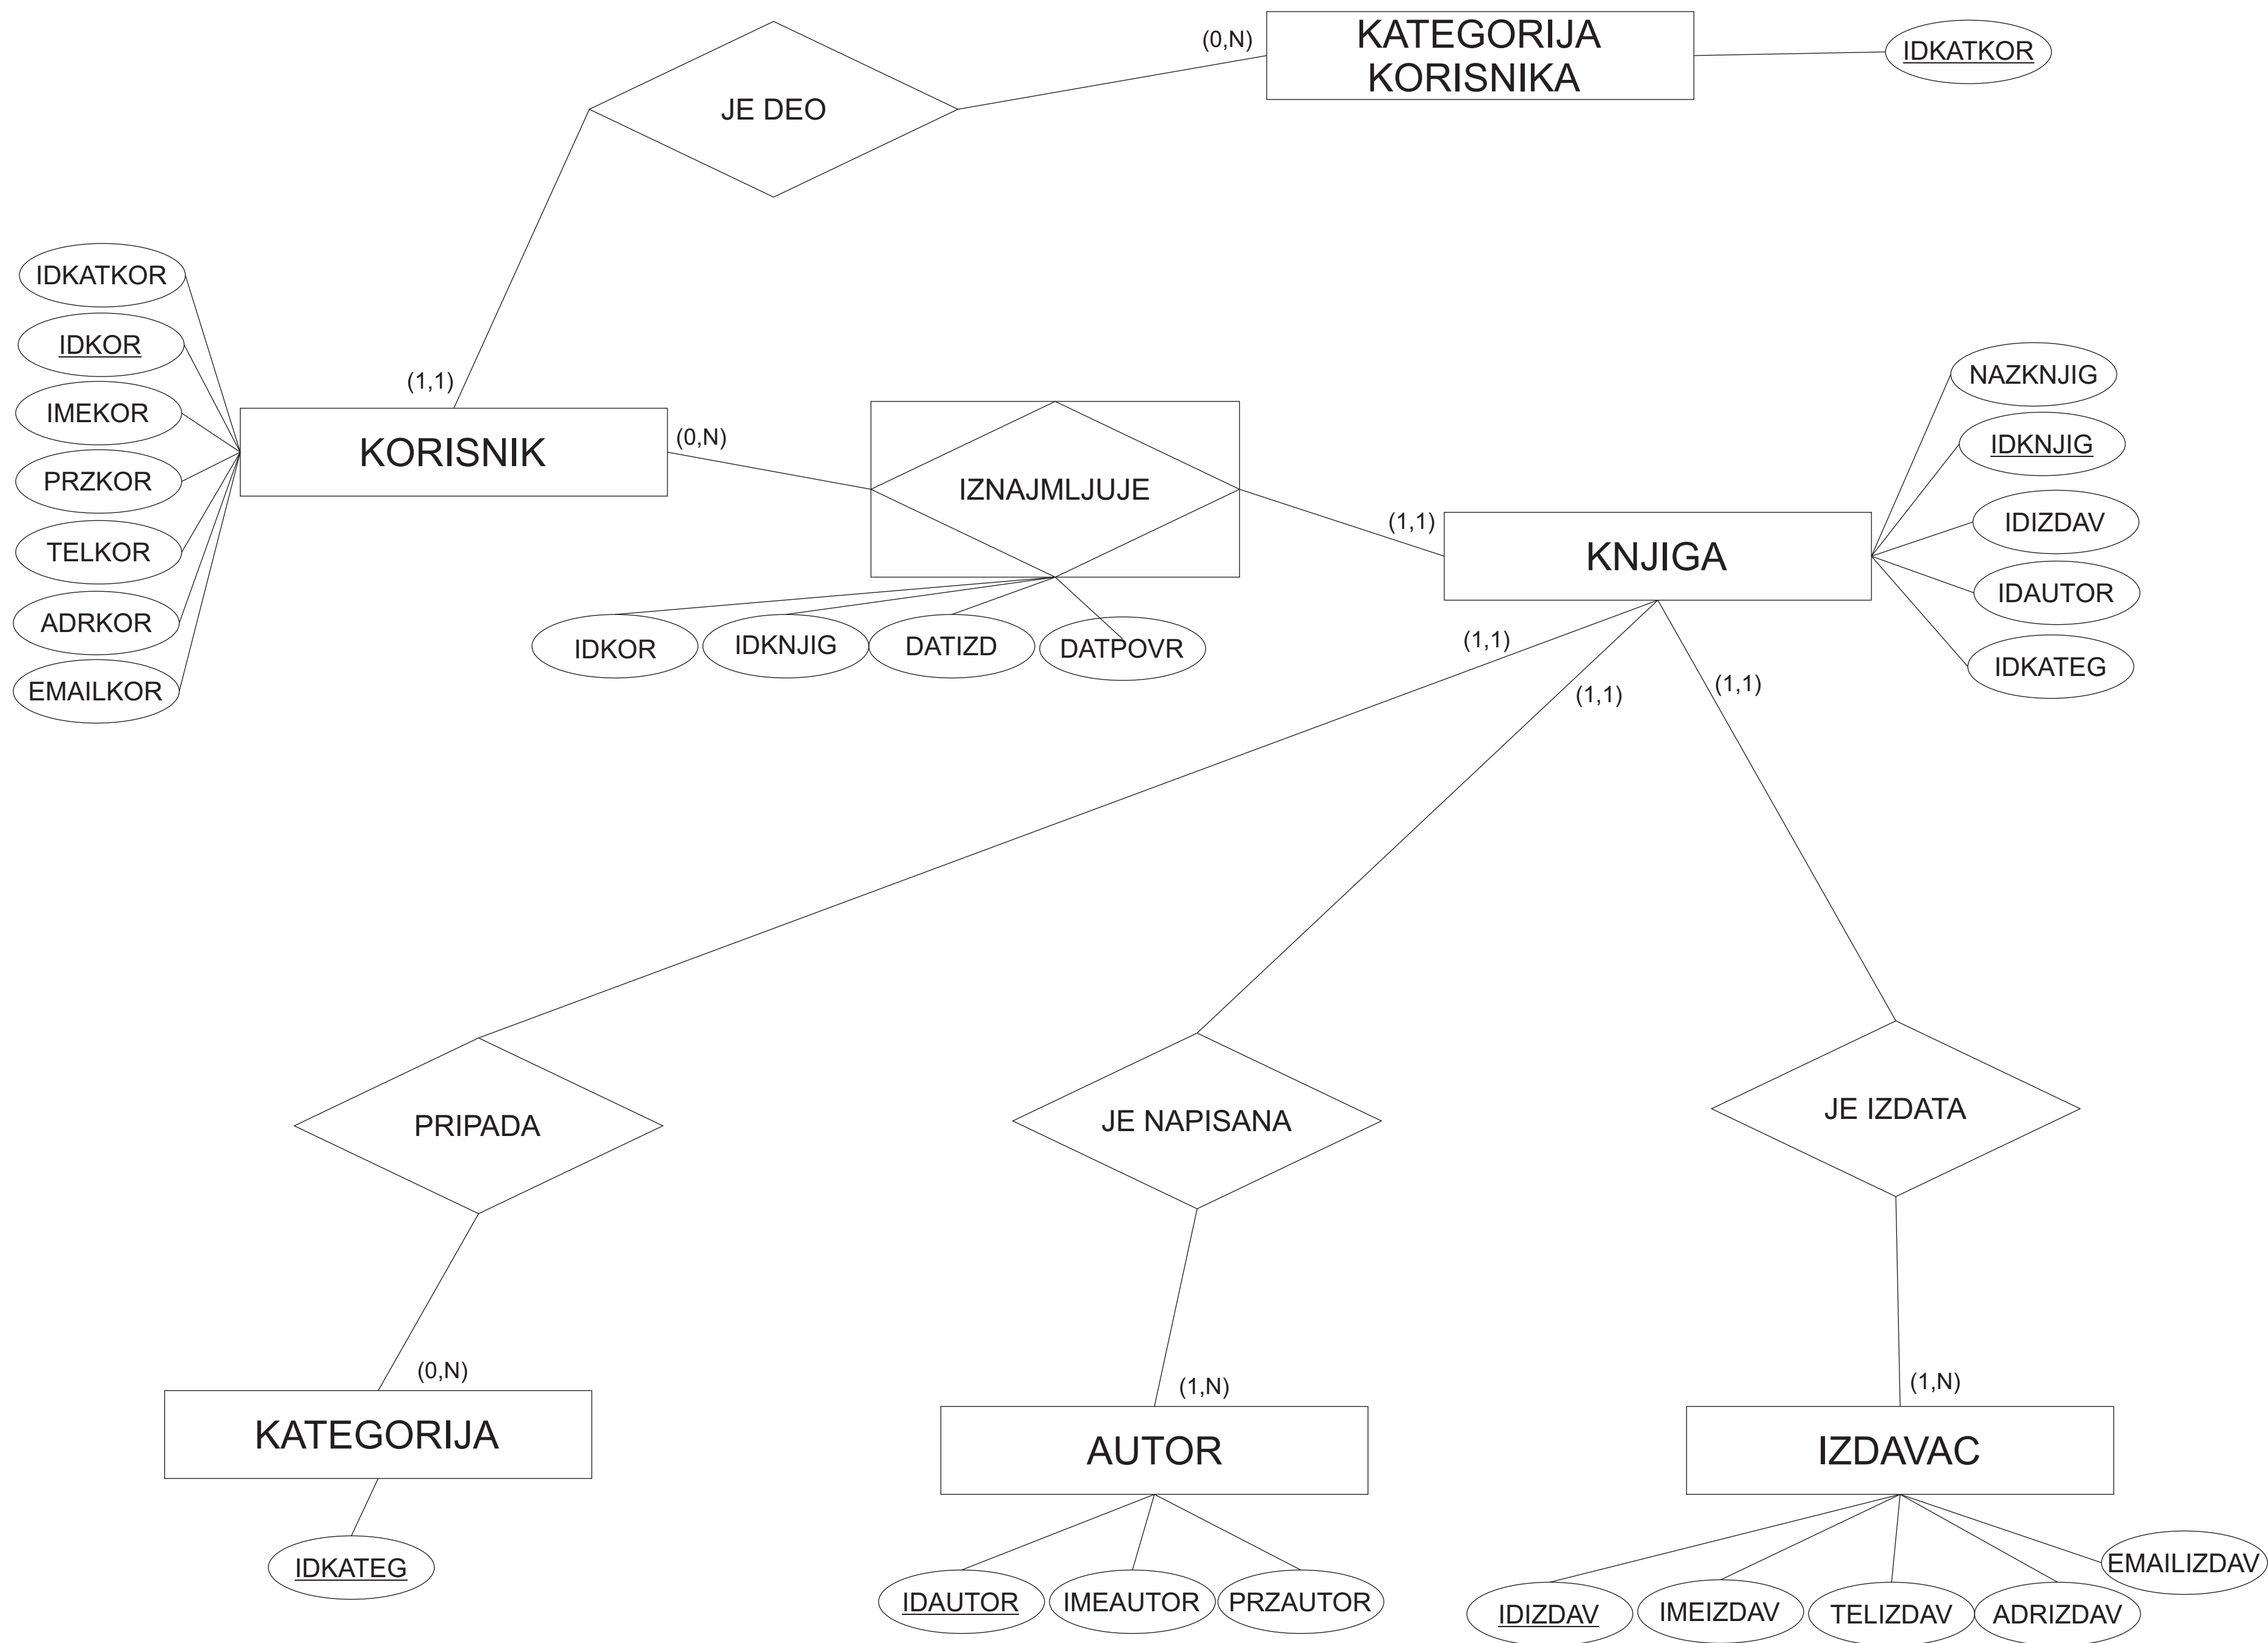 (0,N)
KATEGORIJA
KORISNIKA
IDKATKOR
JE DEO
IDKATKOR
IDKOR
IMEKOR
PRZKOR
TELKOR
ADRKOR
EMAILKOR
(1,1)
KORISNIK
(0,N)
IZNAJMLJUJE
(1,1)
KNJIGA
NAZKNJIG
IDKNJIG
IDIZDAV
IDAUTOR
IDKATEG
IDKOR
IDKNJIG
DATIZD
DATPOVR
(1,1)
(1,1)
(1,1)
PRIPADA
JE NAPISANA
JE IZDATA
(0,N)
(1,N)
(1,N)
KATEGORIJA
AUTOR
IZDAVAC
IDKATEG
IDAUTOR
IMEAUTOR
PRZAUTOR
IDIZDAV
IMEIZDAV
TELIZDAV
ADRIZDAV
EMAILIZDAV